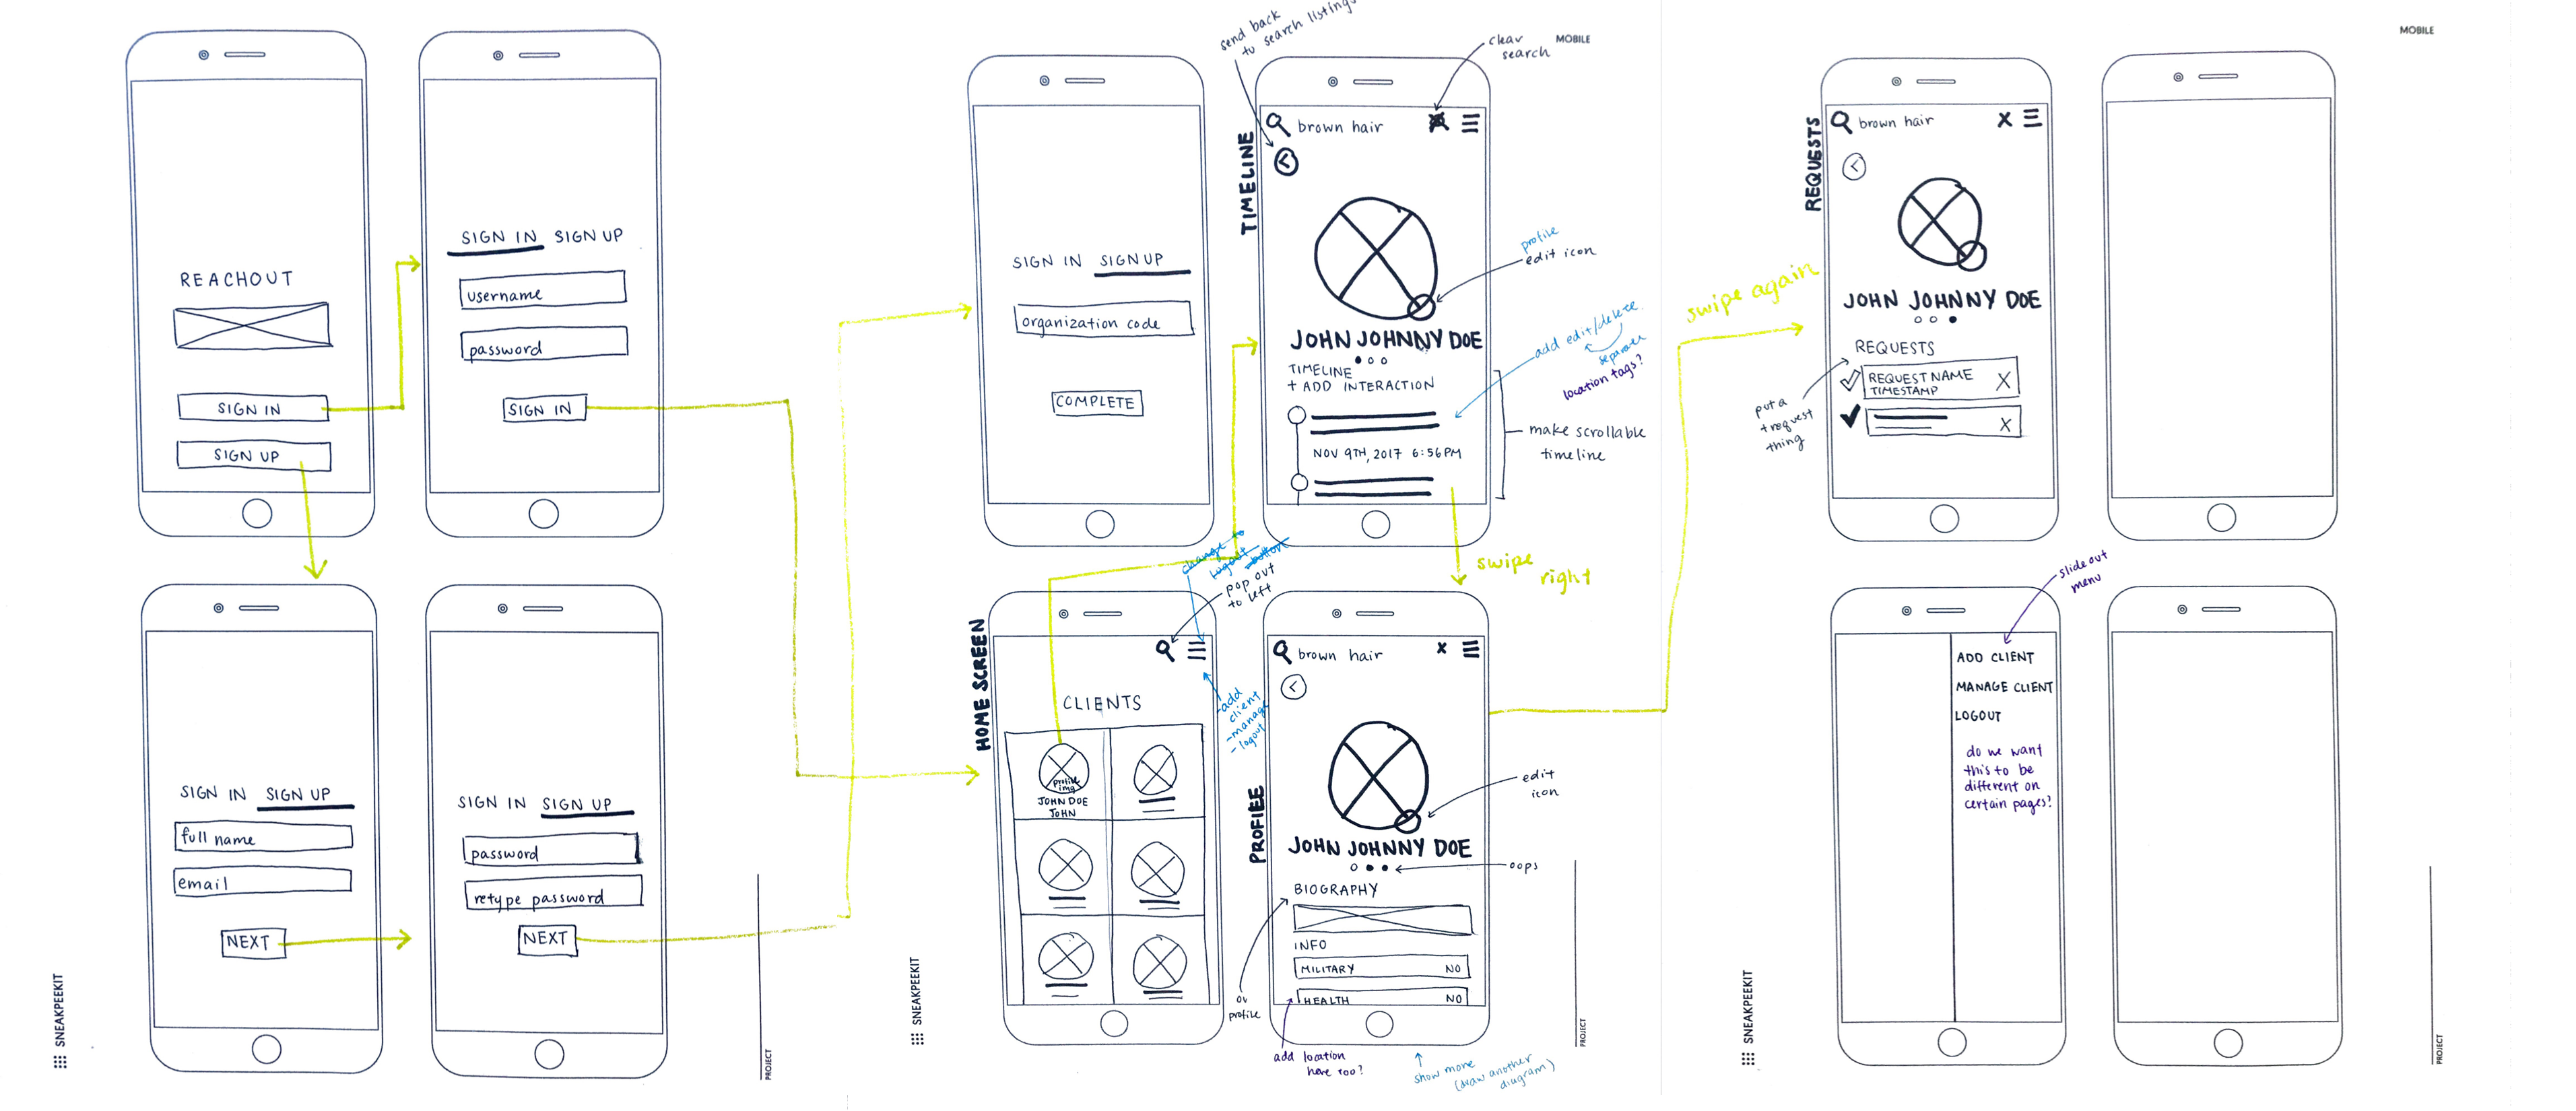 REACHOUT
SIGN IN
SIGN UP
SIGN IN SIGN UP
username
password
SIGN IN
SIGN IN SIGN UP
full name
email
NEXT
SIGN IN SIGN UP
password
retype password
NEXT
SNEAKPEEKIT
PROJECT
SIGN IN SIGN UP
organization code
COMPLETE
send back
to search listings
clear
search
MOBILE
TIMELINE
brown hair
profile
edit icon
JOHN JOHNNY DOE
TIMELINE
+ ADD INTERACTION
add edit/delete
separate
location tags?
NOV 9TH, 2017 6:56PM
make scrollable
timeline
swipe
right
HOME SCREEN
change to
logout button
pop out
to left
CLIENTS
-add
client
-manage
-logout
profile
img
JOHN DOE
JOHN
PROFILE
brown hair
edit
icon
JOHN JOHNNY DOE
oops
BIOGRAPHY
INFO
MILITARY NO
HEALTH NO
or
profile
add location
here too?
show more
(draw another
diagram)
SNEAKPEEKIT
PROJECT
swipe again
MOBILE
REQUESTS
brown hair
JOHN JOHNNY DOE
REQUESTS
REQUEST NAME
TIMESTAMP
put a
+request
thing
slideout
menu
ADD CLIENT
MANAGE CLIENT
LOGOUT
do we want
this to be
different on
certain pages?
SNEAKPEEKIT
PROJECT